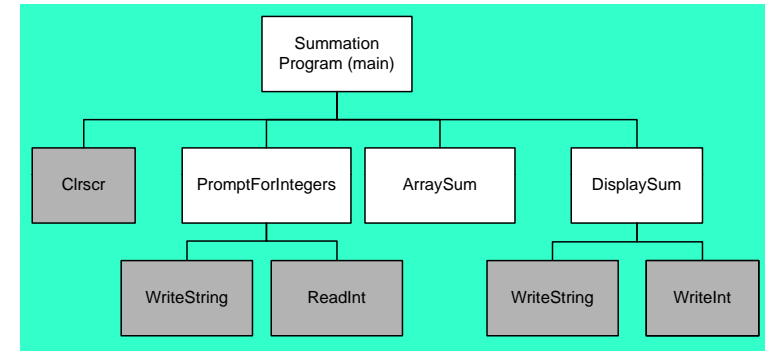 Summation
Program (main)
Clrscr
PromptForIntegers
ArraySum
DisplaySum
WriteString
ReadInt
WriteString
WriteInt